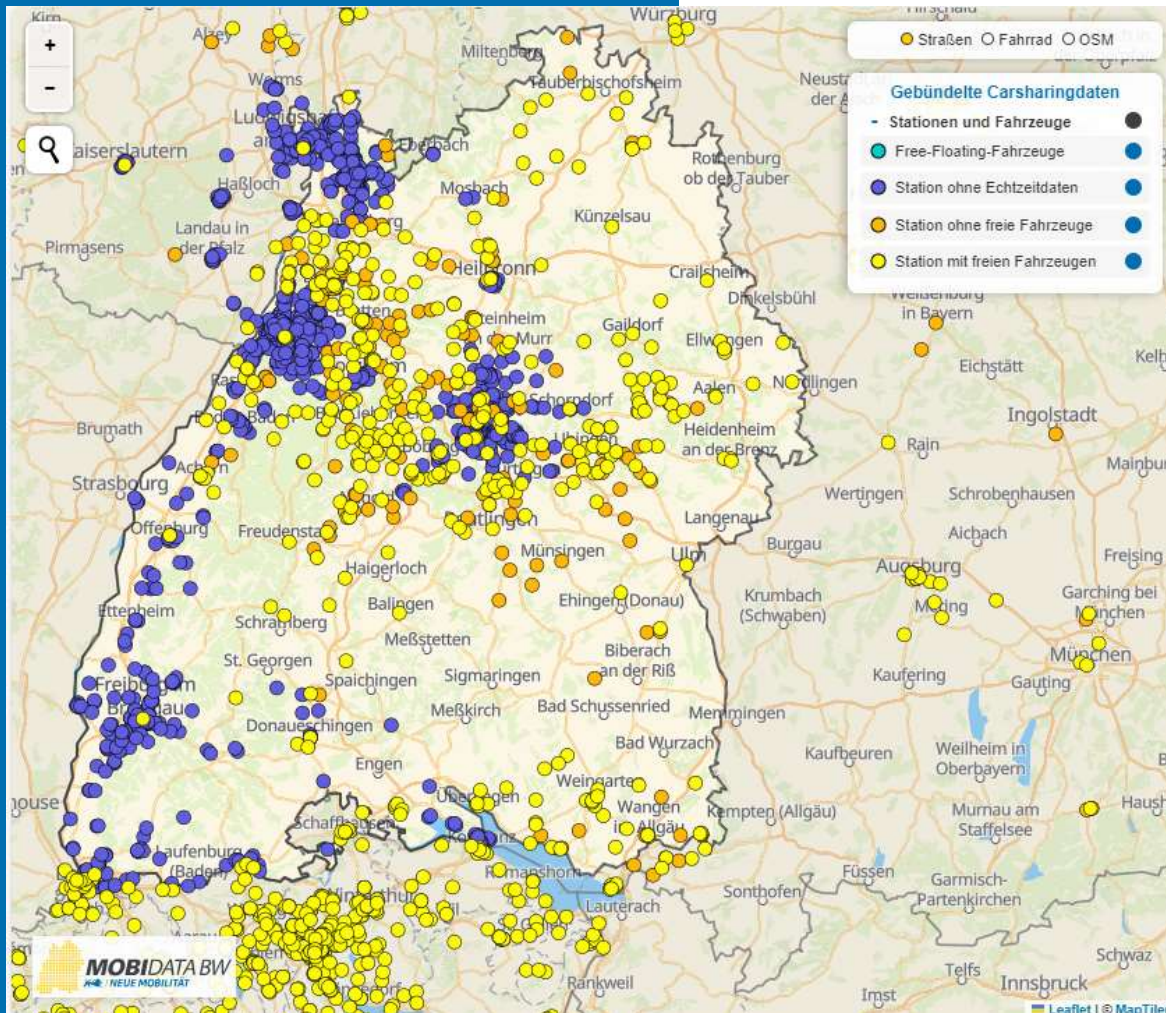 Würzburg
Alzey
Miltenberg
Worms
Tauberbischofsheim
Straßen Fahrrad OSM
Gebündelte Carsharingdaten
- Stationen und Fahrzeuge
Free-Floating-Fahrzeuge
Station ohne Echtzeitdaten
Station ohne freie Fahrzeuge
Station mit freien Fahrzeugen
+
-
Eberbach
Haßloch
Mosbach
Rothenburg
ob der Tauber
Künzelsau
Landau in
der Pfalz
Pirmasens
Heilbronn
Crailsheim
Dinkelsbühl
Weißenburg
in Bayern
Gaildorf
Ellwangen
Eichstätt
Aalen
Nördlingen
Ingolstadt
Schorndorf
Brumath
Heidenheim
an der Brenz
Rain
Strasbourg
Wertingen
Schrobenhausen
Offenburg
Freudensta
Langenau
Aichach
Münsingen
Ulm
Burgau
Freising
Haigerloch
Augsburg
Ettenheim
Balingen
Ehingen (Donau)
Krumbach
(Schwaben)
Garching bei
München
Schramberg
Meßstetten
St. Georgen
Biberach
an der Riß
München
Spaichingen
Sigmaringen
Kaufering
Gauting
Donaueschingen
Meßkirch
Bad Schussenried
Memmingen
Bad Wurzach
Kaufbeuren
Weilheim in
Oberbayern
Engen
Weingarten
Wangen
im Allgäu
Kempten (Allgäu)
Murnau am
Staffelsee
Schaffhausen
Laufenburg
(Baden)
Romanshorn
Füssen
Garmisch-
Partenkirchen
Sonthofen
Lauterach
Rankweil
Schwaz
Telfs
Innsbruck
Imst
MOBIDATA BW
NEUE MOBILITÄT
Leaflet | © MapTiler